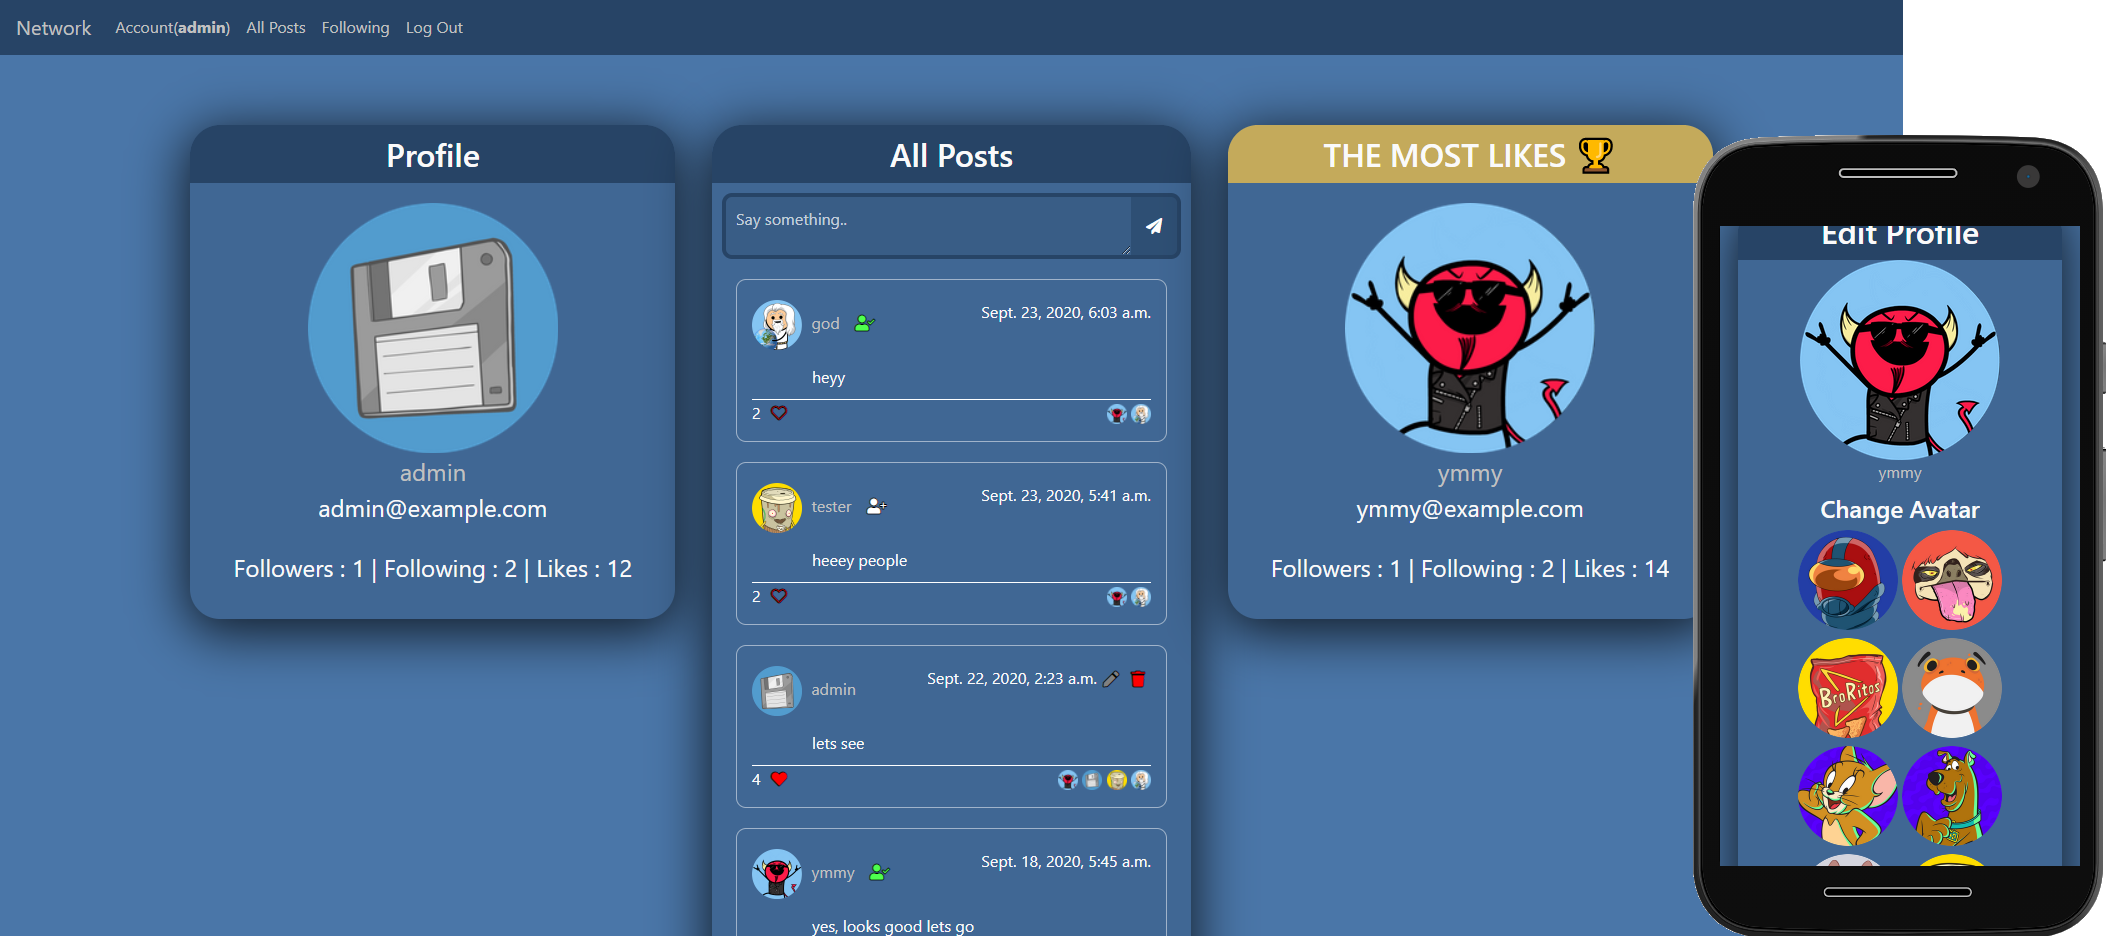 Network Account(admin) All Posts Following Log Out
Profile
admin
admin@example.com
Followers : 1 | Following : 2 | Likes : 12
All Posts
Say something..
god
Sept. 23, 2020, 6:03 a.m.
heyy
2
tester
Sept. 23, 2020, 5:41 a.m.
heeey people
2
admin
Sept. 22, 2020, 2:23 a.m.
lets see
4
ymmy
Sept. 18, 2020, 5:45 a.m.
yes, looks good lets go
THE MOST LIKES
ymmy
ymmy@example.com
Followers : 1 | Following : 2 | Likes : 14
Edit Profile
ymmy
Change Avatar
BroRitos